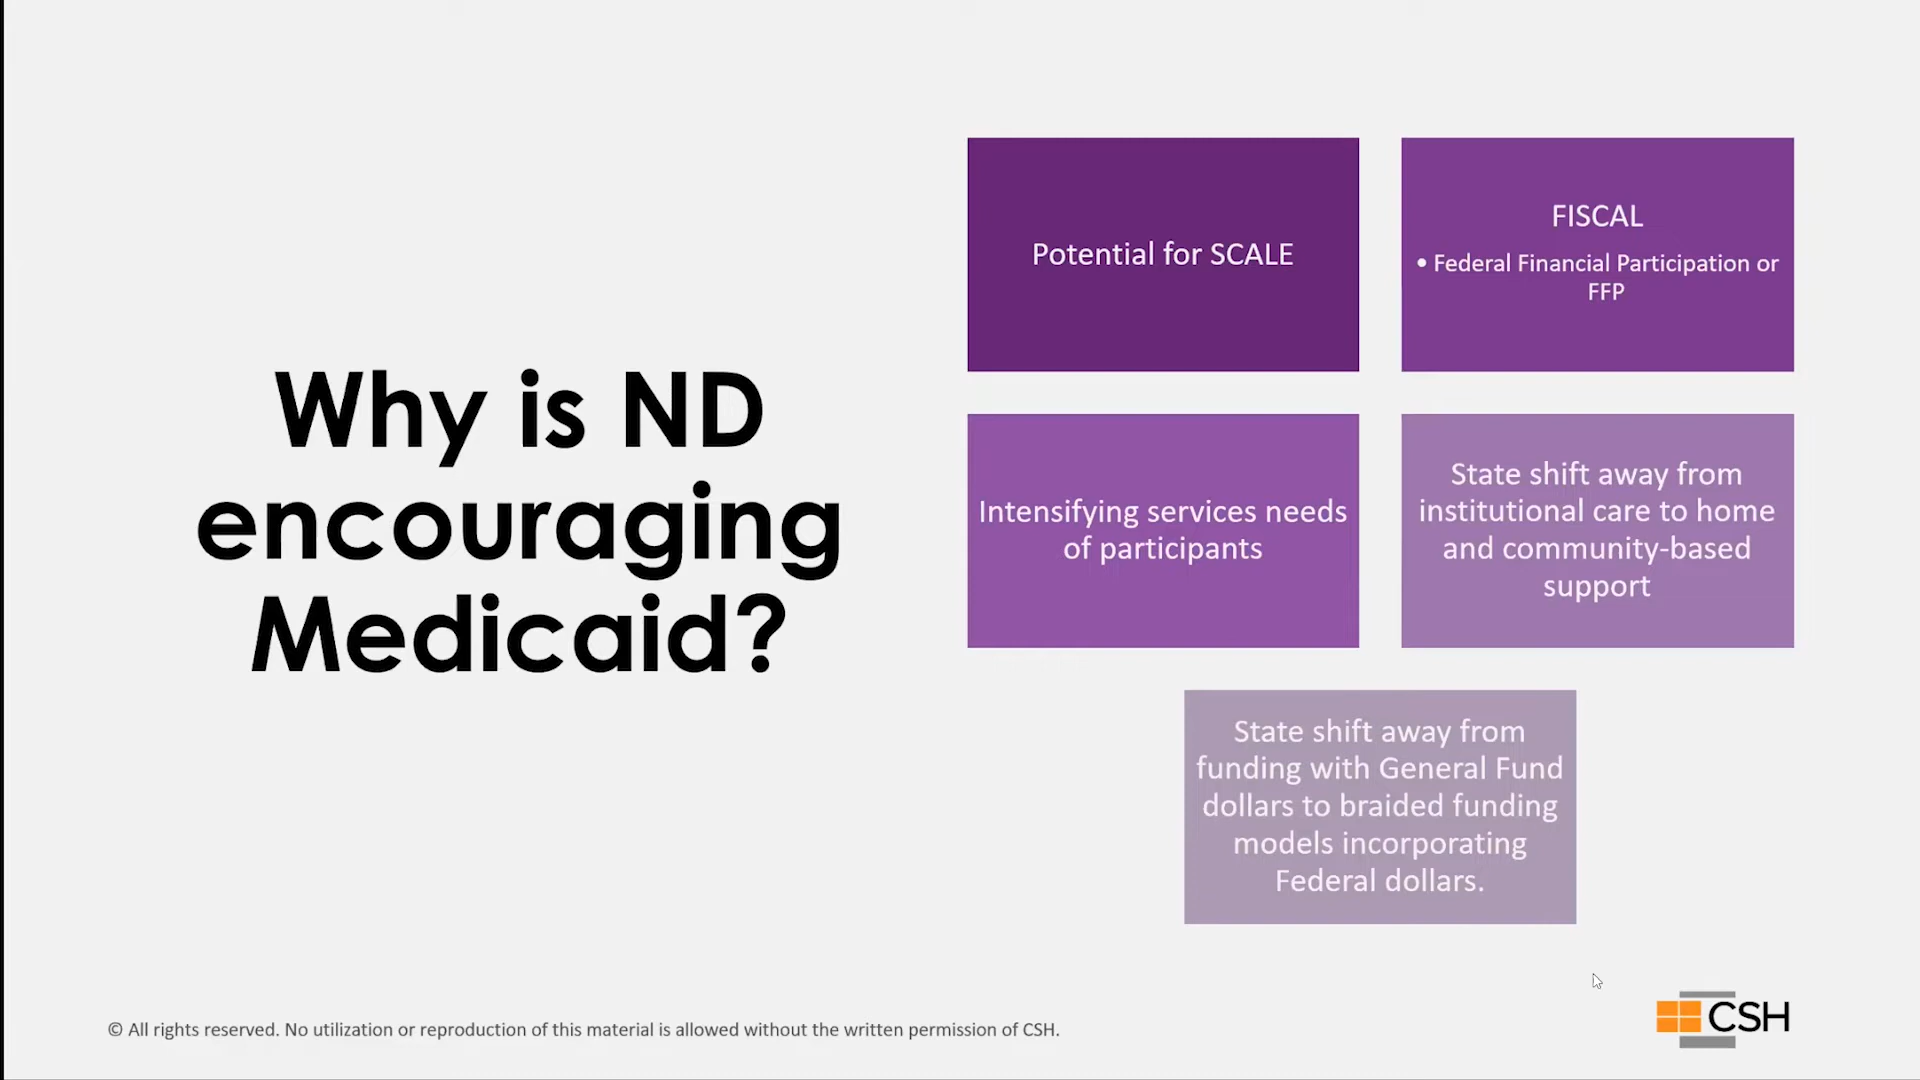 Why is ND
encouraging
Medicaid?
Potential for SCALE
FISCAL
• Federal Financial Participation or
FFP
Intensifying services needs
of participants
State shift away from
institutional care to home
and community-based
support
State shift away from
funding with General Fund
dollars to braided funding
models incorporating
Federal dollars.
© All rights reserved. No utilization or reproduction of this material is allowed without the written permission of CSH.
CSH